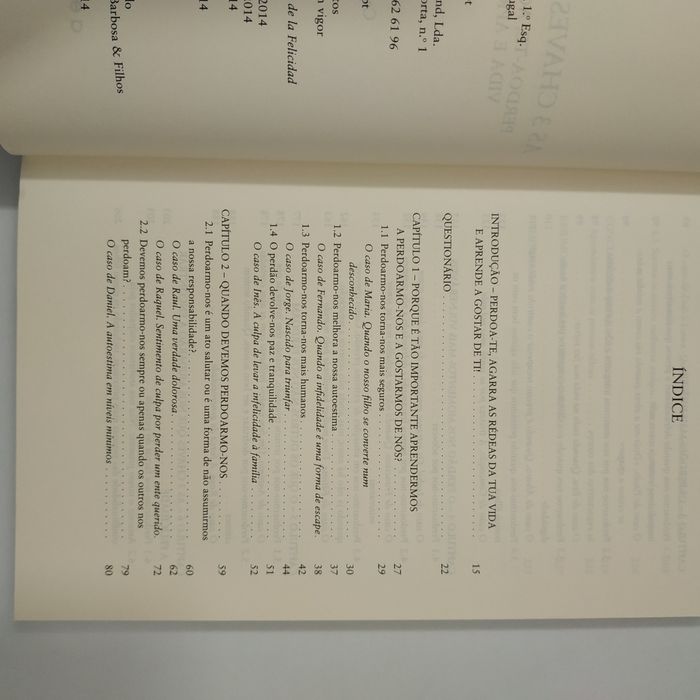 1.º Esq.
nd, Lda.
orta, n.º 1
62 61 96
m vigor
de la Felicidad
2014
2014
14
Barbosa & Filhos
14
ÍNDICE
INTRODUÇÃO – PERDOA-TE, AGARRA AS RÉDEAS DA TUA VIDA
E APRENDE A GOSTAR DE TI! 15
QUESTIONÁRIO 22
CAPÍTULO 1 – PORQUE É TÃO IMPORTANTE APRENDERMOS
A PERDOARMO-NOS E A GOSTARMOS DE NÓS? 27
1.1 Perdoarmo-nos torna-nos mais seguros 29
O caso de Maria. Quando o nosso filho se converte num
desconhecido 30
1.2 Perdoarmo-nos melhora a nossa autoestima 37
O caso de Fernando. Quando a infidelidade é uma forma de escape. 38
1.3 Perdoarmo-nos torna-nos mais humanos 42
O caso de Jorge. Nascido para triunfar 44
1.4 O perdão devolve-nos paz e tranquilidade 51
O caso de Inês. A culpa de levar a infelicidade à família 52
CAPÍTULO 2 – QUANDO DEVEMOS PERDOARMO-NOS 59
2.1 Perdoarmo-nos é um ato salutar ou é uma forma de não assumirmos
a nossa responsabilidade? 60
O caso de Raul. Uma verdade dolorosa 62
O caso de Raquel. Sentimento de culpa por perder um ente querido. 72
2.2 Devemos perdoarmo-nos sempre ou apenas quando os outros nos
perdoam? 79
O caso de Daniel. A autoestima em níveis mínimos 80